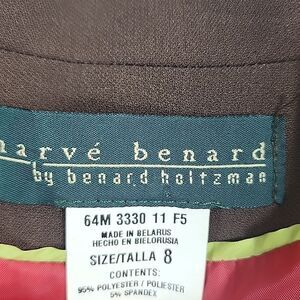 harvé benard
by benard holtzman
64M 3330 11 F5
MADE IN BELARUS
HECHO EN BIELORUSIA
SIZE/TALLA 8
CONTENTS:
95% POLYESTER / POLIESTER
5% SPANDEX